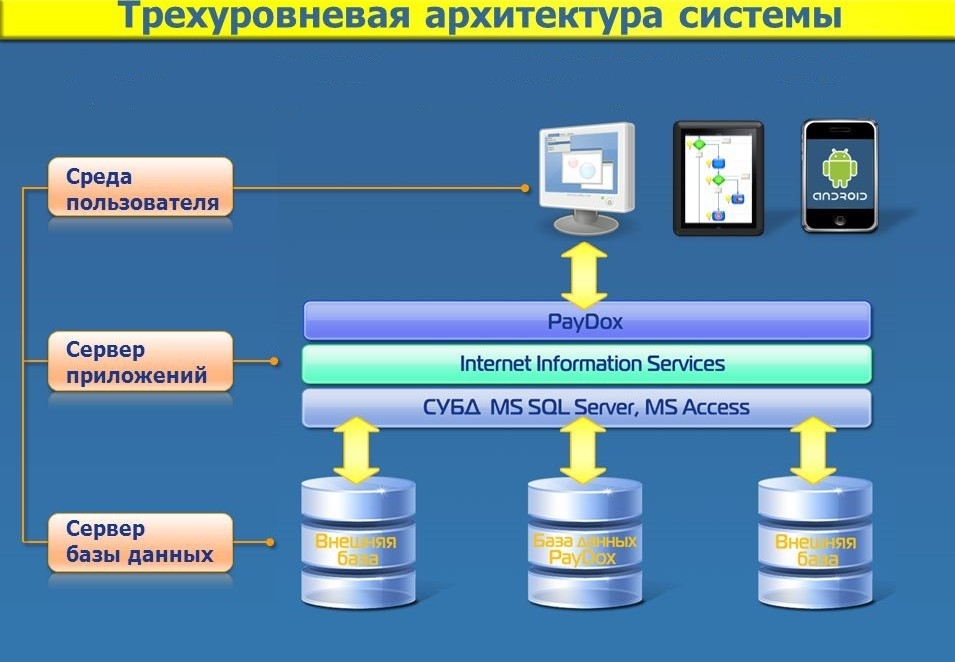 Трехуровневая архитектура системы
Среда
пользователя
ANDROID
PayDox
Сервер
приложений
Internet Information Services
СУБД MS SQL Server, MS Access
Сервер
базы данных
Внешняя
база
База данных
PayDox
Внешняя
база